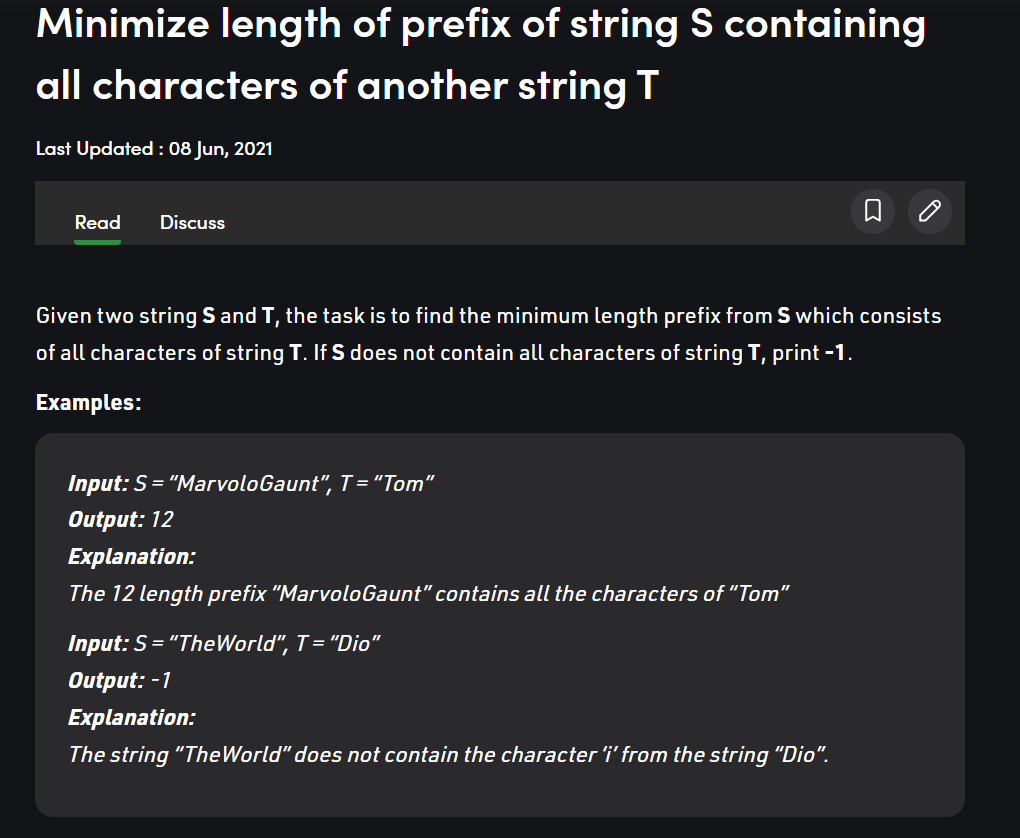 Minimize length of prefix of string S containing
all characters of another string T
Last Updated : 08 Jun, 2021
Read Discuss
Given two string S and T, the task is to find the minimum length prefix from S which consists
of all characters of string T. If S does not contain all characters of string T, print -1.
Examples:
Input: S = “MarvoloGaunt”, T = “Tom”
Output: 12
Explanation:
The 12 length prefix “MarvoloGaunt” contains all the characters of “Tom”
Input: S = “TheWorld”, T = “Dio”
Output: -1
Explanation:
The string “TheWorld” does not contain the character ‘i’ from the string “Dio”.